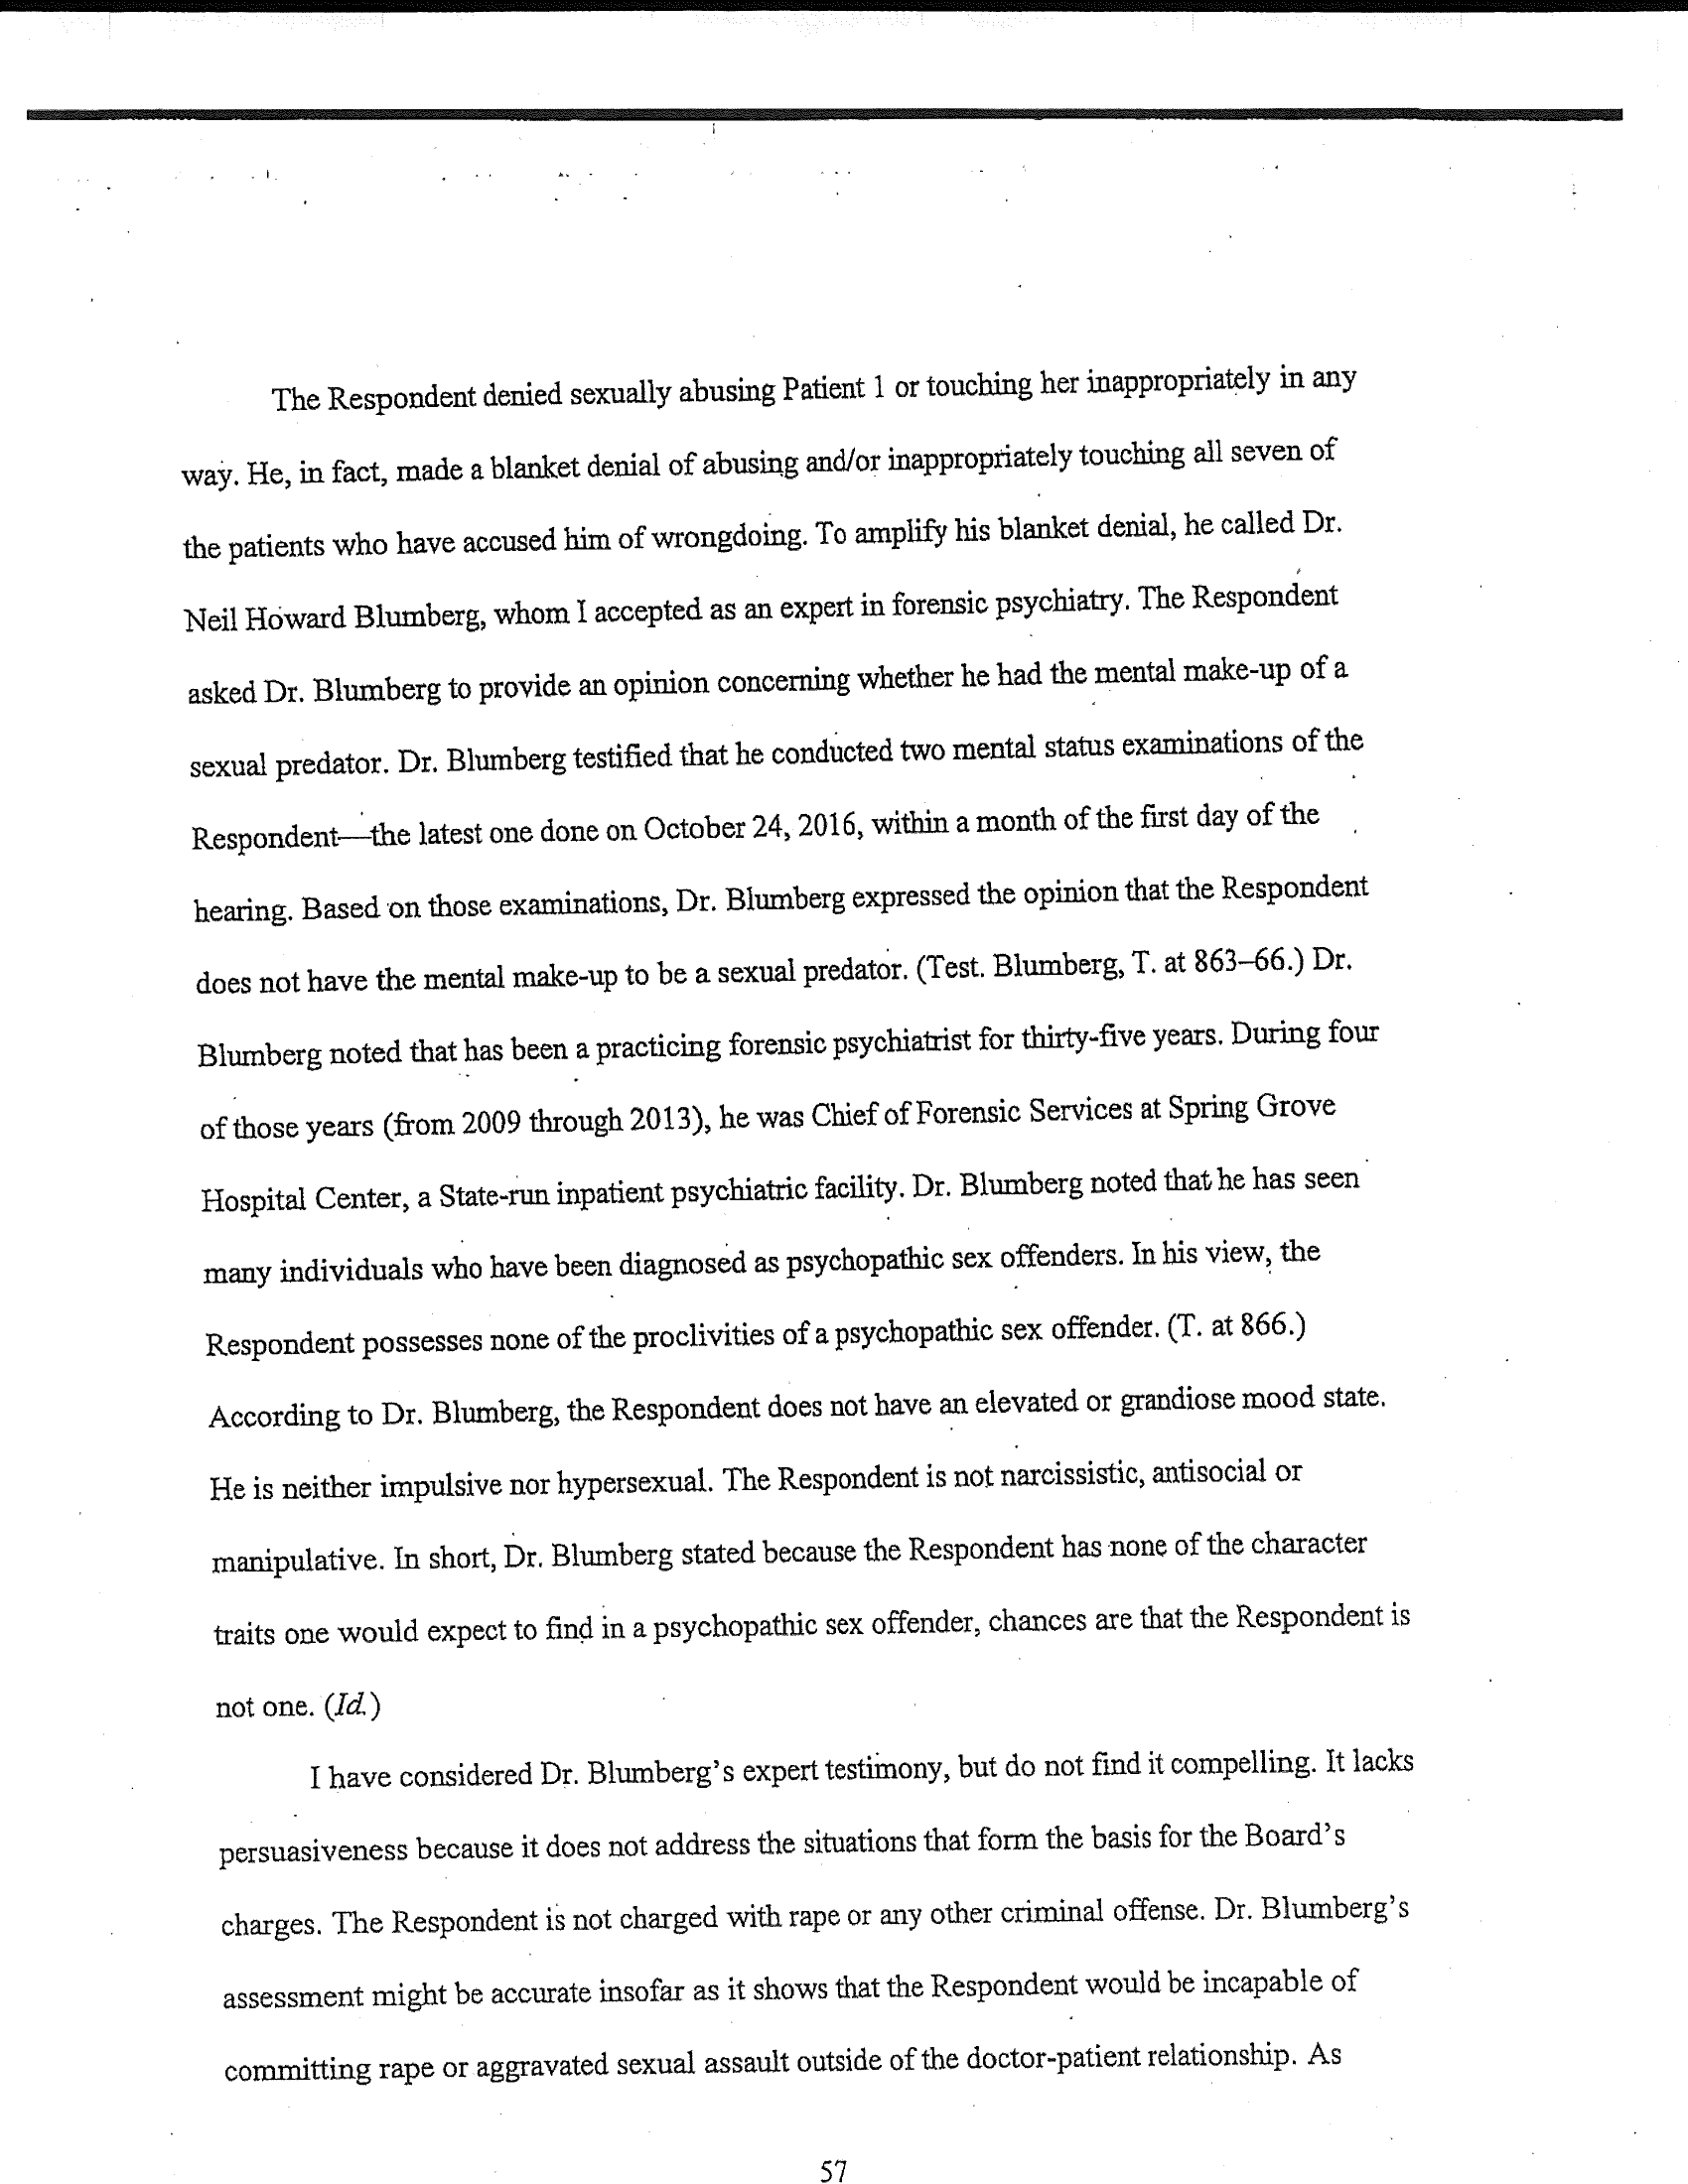 The Respondent denied sexually abusing Patient 1 or touching her inappropriately in any
way. He, in fact, made a blanket denial of abusing and/or inappropriately touching all seven of
the patients who have accused him of wrongdoing. To amplify his blanket denial, he called Dr.
Neil Howard Blumberg, whom I accepted as an expert in forensic psychiatry. The Respondent
asked Dr. Blumberg to provide an opinion concerning whether he had the mental make-up of a
sexual predator. Dr. Blumberg testified that he conducted two mental status examinations of the
Respondent—the latest one done on October 24, 2016, within a month of the first day of the
hearing. Based on those examinations, Dr. Blumberg expressed the opinion that the Respondent
does not have the mental make-up to be a sexual predator. (Test. Blumberg, T. at 863–66.) Dr.
Blumberg noted that has been a practicing forensic psychiatrist for thirty-five years. During four
of those years (from 2009 through 2013), he was Chief of Forensic Services at Spring Grove
Hospital Center, a State-run inpatient psychiatric facility. Dr. Blumberg noted that he has seen
many individuals who have been diagnosed as psychopathic sex offenders. In his view, the
Respondent possesses none of the proclivities of a psychopathic sex offender. (T. at 866.)
According to Dr. Blumberg, the Respondent does not have an elevated or grandiose mood state.
He is neither impulsive nor hypersexual. The Respondent is not narcissistic, antisocial or
manipulative. In short, Dr. Blumberg stated because the Respondent has none of the character
traits one would expect to find in a psychopathic sex offender, chances are that the Respondent is
not one. (Id.)
I have considered Dr. Blumberg's expert testimony, but do not find it compelling. It lacks
persuasiveness because it does not address the situations that form the basis for the Board's
charges. The Respondent is not charged with rape or any other criminal offense. Dr. Blumberg's
assessment might be accurate insofar as it shows that the Respondent would be incapable of
committing rape or aggravated sexual assault outside of the doctor-patient relationship. As
57